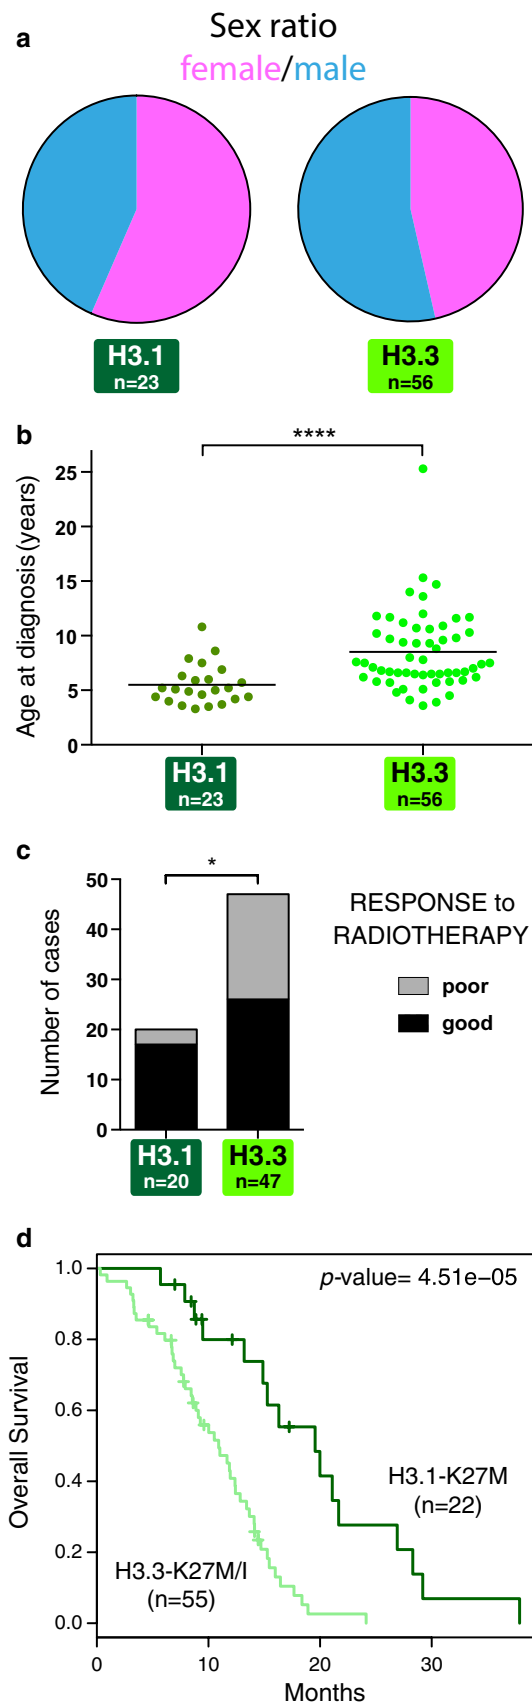 a
Sex ratio
female/male
H3.1
n=23
H3.3
n=56
b
****
Age at diagnosis (years)
25
20
15
10
5
0
H3.1
n=23
H3.3
n=56
c
*
Number of cases
50
40
30
20
10
0
RESPONSE to
RADIOTHERAPY
poor
good
H3.1
n=20
H3.3
n=47
d
p-value= 4.51e−05
Overall Survival
1.0
0.8
0.6
0.4
0.2
0.0
H3.1-K27M
(n=22)
H3.3-K27M/I
(n=55)
0 10 20 30
Months